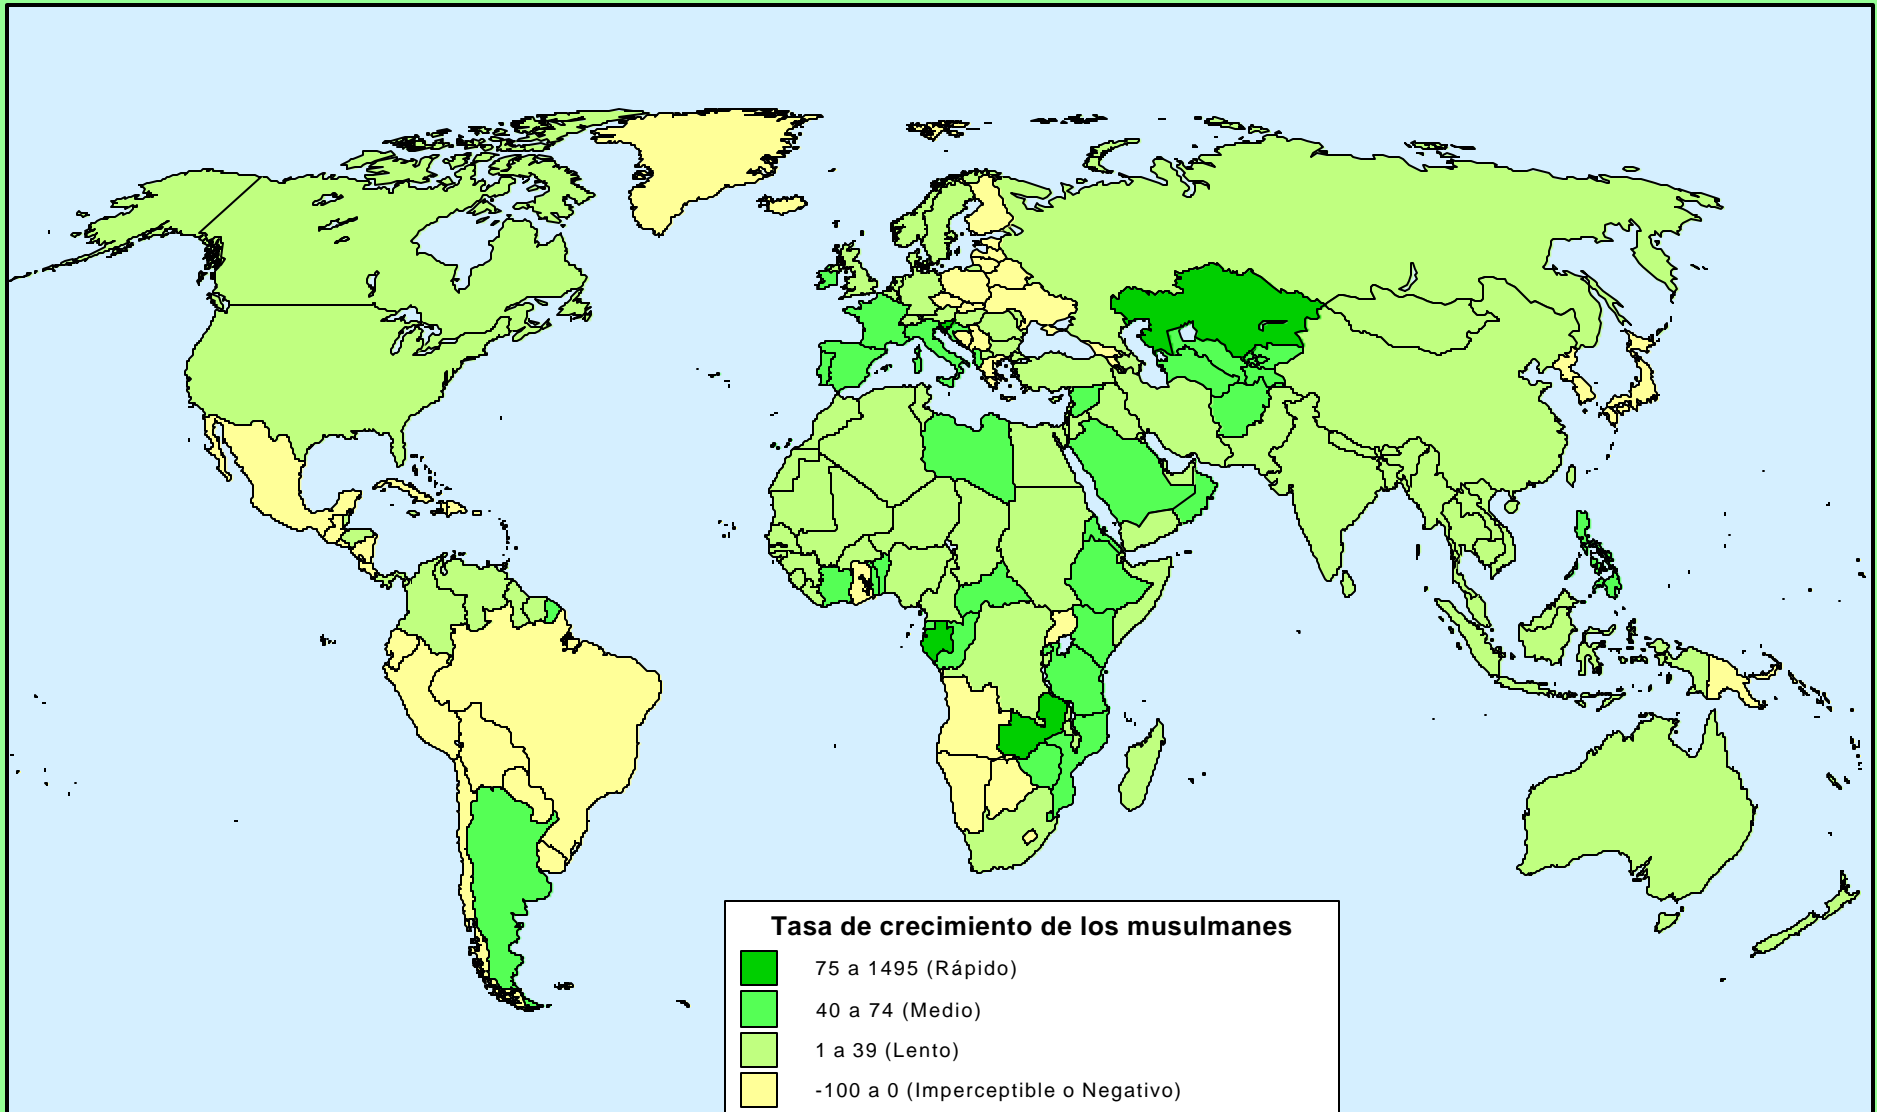 Tasa de crecimiento de los musulmanes
75 a 1495 (Rápido)
40 a 74 (Medio)
1 a 39 (Lento)
-100 a 0 (Imperceptible o Negativo)